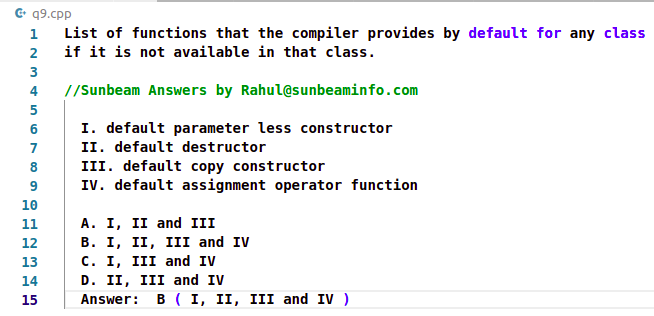 q9.cpp
1 List of functions that the compiler provides by default for any class
2 if it is not available in that class.
3
4 //Sunbeam Answers by Rahul@sunbeaminfo.com
5
6 I. default parameter less constructor
7 II. default destructor
8 III. default copy constructor
9 IV. default assignment operator function
10
11 A. I, II and III
12 B. I, II, III and IV
13 C. I, III and IV
14 D. II, III and IV
15 Answer: B ( I, II, III and IV )